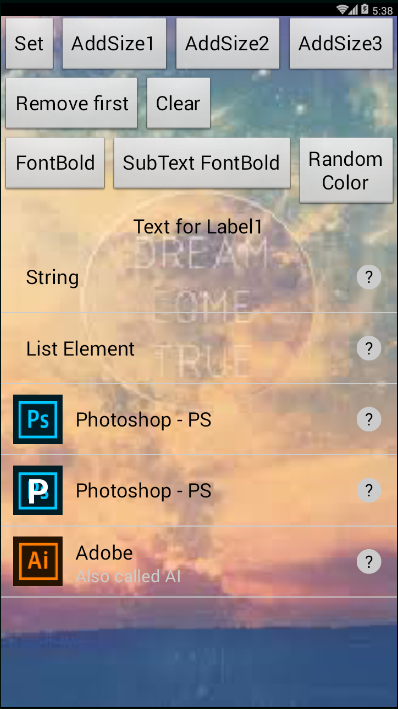 5:38
Set AddSize1 AddSize2 AddSize3
Remove first Clear
FontBold SubText FontBold Random
Color
Text for Label1
DREAM
String ?
COME
List Element ?
TRUE
Ps Photoshop - PS ?
P Photoshop - PS ?
Ai Adobe ?
Also called AI